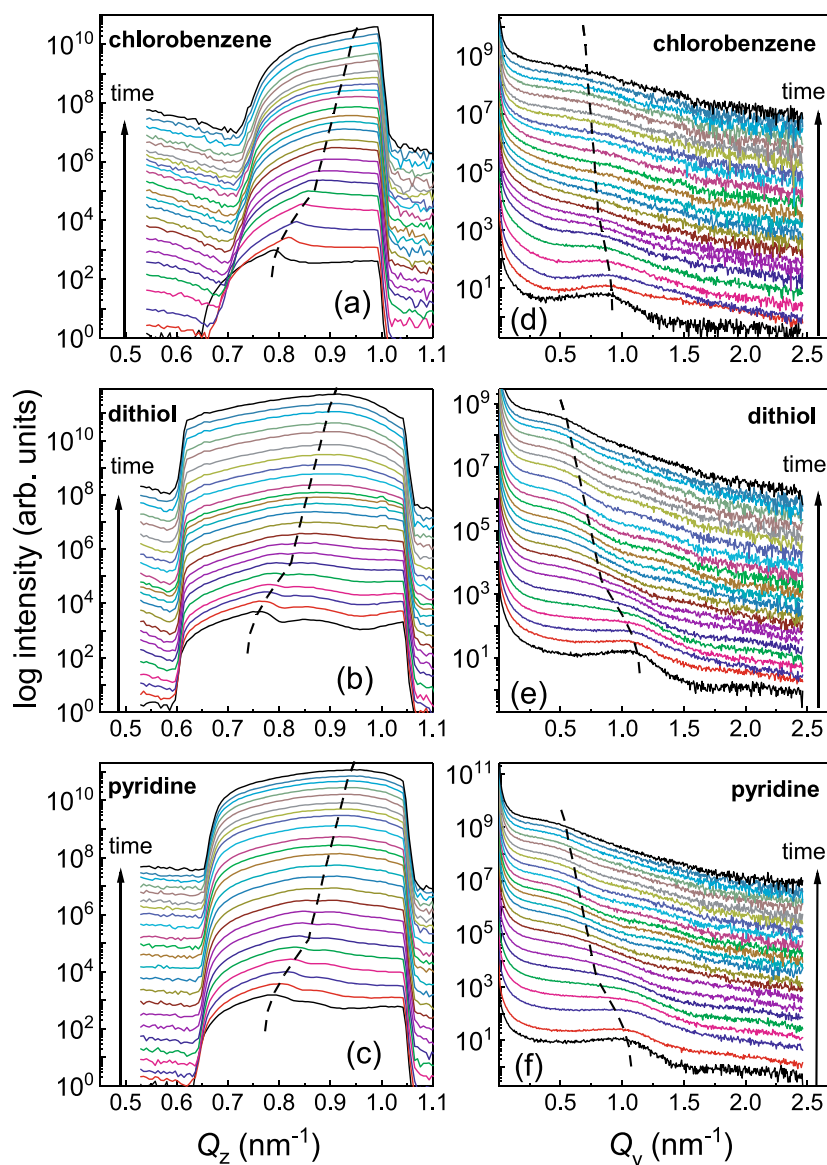 chlorobenzene
time
(a)
10^10
10^8
10^6
10^4
10^2
10^0
0.5 0.6 0.7 0.8 0.9 1.0 1.1
chlorobenzene
time
(d)
10^9
10^7
10^5
10^3
10^1
0.5 1.0 1.5 2.0 2.5
log intensity (arb. units)
dithiol
time
(b)
10^10
10^8
10^6
10^4
10^2
10^0
0.5 0.6 0.7 0.8 0.9 1.0 1.1
dithiol
time
(e)
10^9
10^7
10^5
10^3
10^1
0.5 1.0 1.5 2.0 2.5
pyridine
time
(c)
10^10
10^8
10^6
10^4
10^2
10^0
0.5 0.6 0.7 0.8 0.9 1.0 1.1
Q_z (nm^-1)
pyridine
time
(f)
10^11
10^9
10^7
10^5
10^3
10^1
0.5 1.0 1.5 2.0 2.5
Q_y (nm^-1)